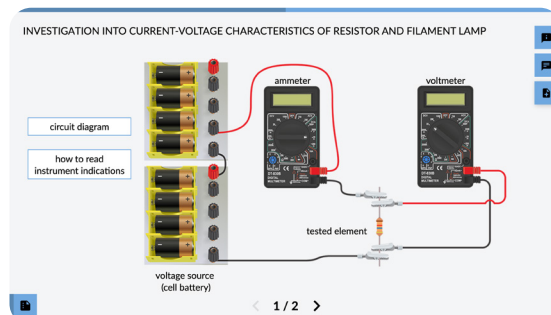 INVESTIGATION INTO CURRENT-VOLTAGE CHARACTERISTICS OF RESISTOR AND FILAMENT LAMP
ammeter
voltmeter
circuit diagram
how to read
instrument indications
tested element
voltage source
(cell battery)
1 / 2